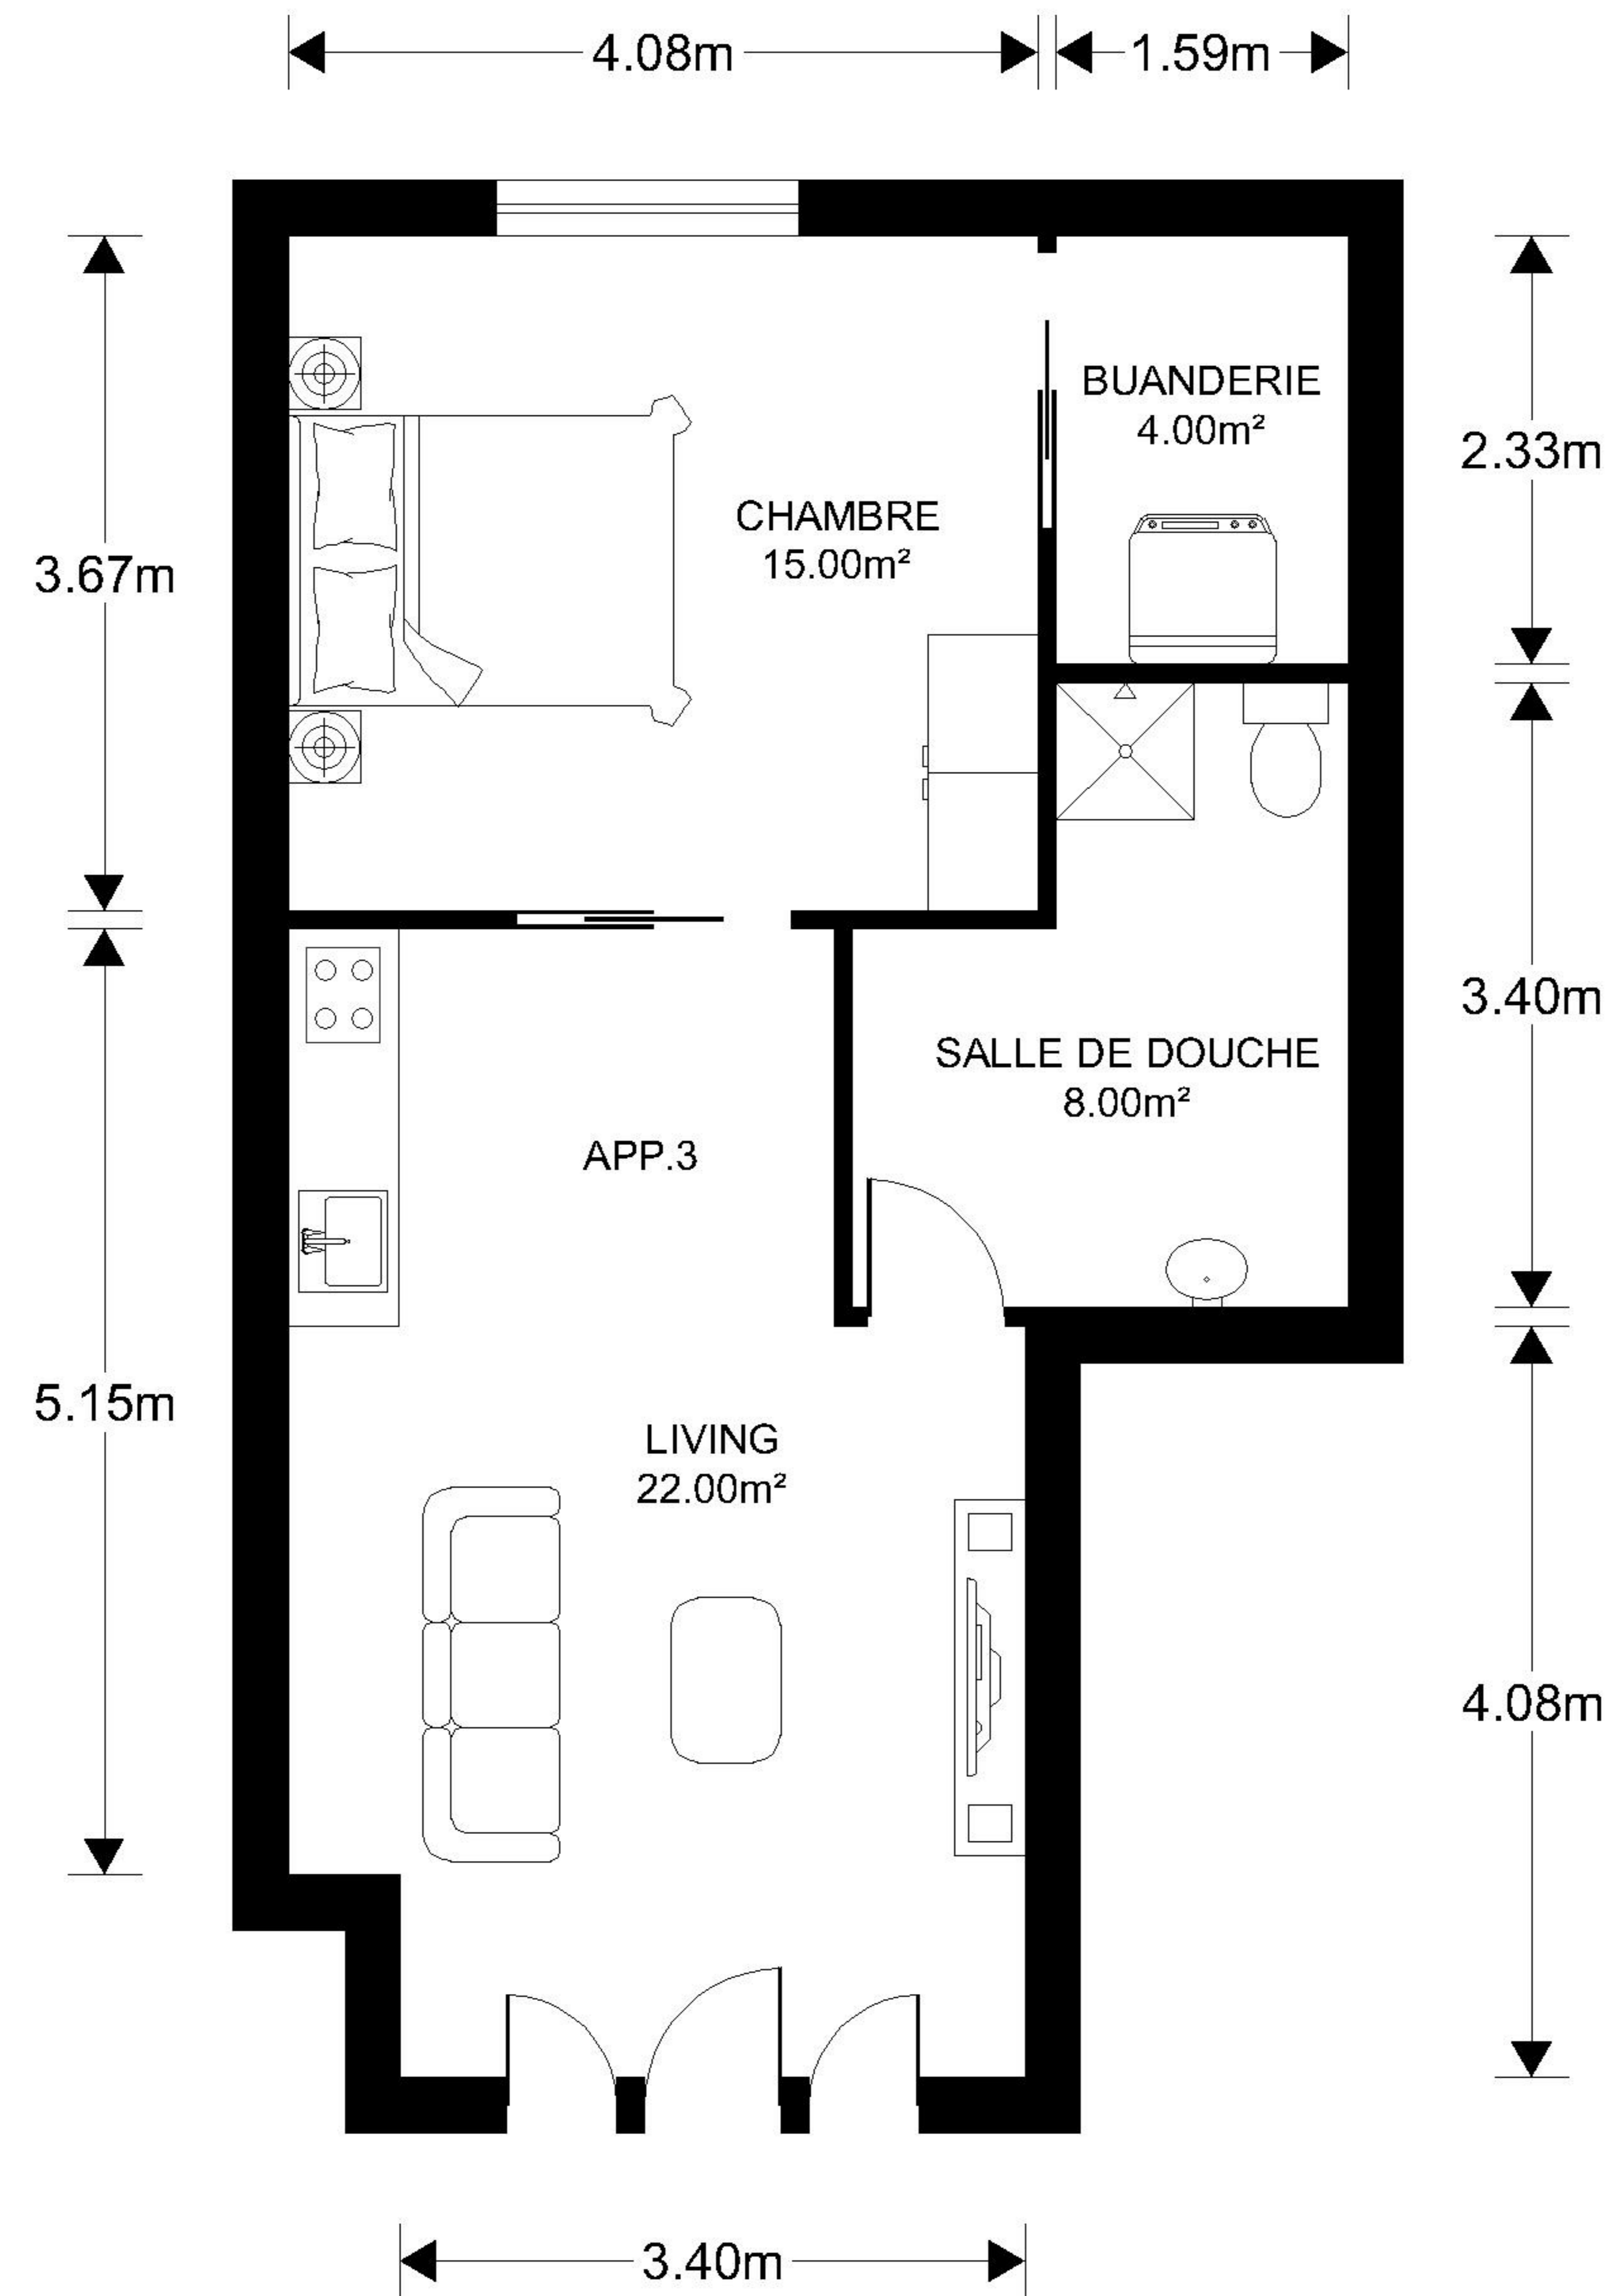 4.08m
1.59m
BUANDERIE
4.00m²
2.33m
CHAMBRE
15.00m²
3.67m
3.40m
SALLE DE DOUCHE
8.00m²
APP.3
5.15m
LIVING
22.00m²
4.08m
3.40m